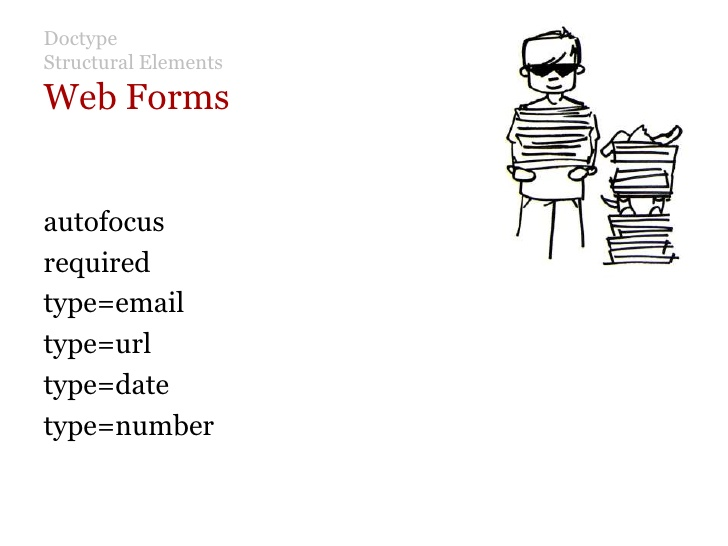 Doctype
Structural Elements
Web Forms
autofocus
required
type=email
type=url
type=date
type=number